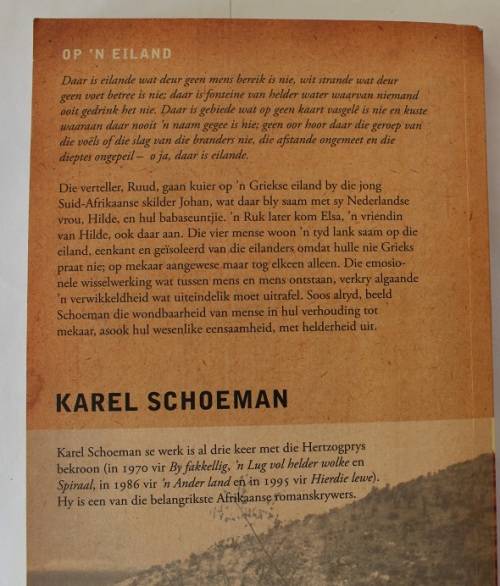 OP 'N EILAND
Daar is eilande wat deur geen mens bereik is nie, wit strande wat deur
geen voet betree is nie; daar is fonteine van helder water waarvan niemand
ooit gedrink het nie. Daar is gebiede wat op geen kaart vasgelê is nie en kuste
waaraan daar nooit 'n naam gegee is nie; geen oor hoor daar die geroep van
die voëls of die slag van die branders nie, die afstande ongemeet en die
dieptes ongepeil – o ja, daar is eilande.
Die verteller, Ruud, gaan kuier op 'n Griekse eiland by die jong
Suid-Afrikaanse skilder Johan, wat daar bly saam met sy Nederlandse
vrou, Hilde, en hul babaseuntjie. 'n Ruk later kom Elsa, 'n vriendin
van Hilde, ook daar aan. Die vier mense woon 'n tyd lank saam op die
eiland, eenkant en geïsoleerd van die eilanders omdat hulle nie Grieks
praat nie; op mekaar aangewese maar tog elkeen alleen. Die emosio-
nele wisselwerking wat tussen mens en mens ontstaan, verkry algaande
'n verwikkeldheid wat uiteindelik moet uitrafel. Soos altyd, beeld
Schoeman die wondbaarheid van mense in hul verhouding tot
mekaar, asook hul wesenlike eensaamheid, met helderheid uit.
KAREL SCHOEMAN
Karel Schoeman se werk is al drie keer met die Hertzogprys
bekroon (in 1970 vir By fakkellig, 'n Lug vol helder wolke en
Spiraal, in 1986 vir 'n Ander land en in 1995 vir Hierdie lewe).
Hy is een van die belangrikste Afrikaanse romanskrywers.